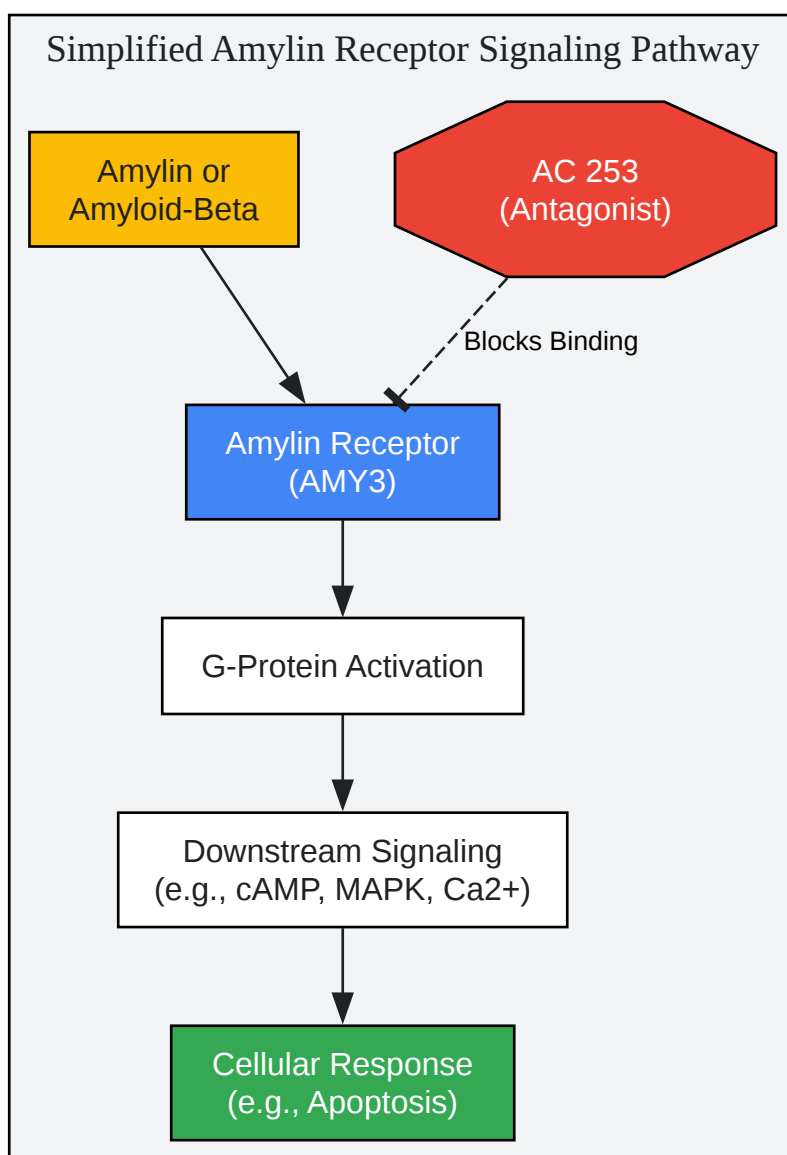 Simplified Amylin Receptor Signaling Pathway
Amylin or
Amyloid-Beta
AC 253
(Antagonist)
Blocks Binding
Amylin Receptor
(AMY3)
G-Protein Activation
Downstream Signaling
(e.g., cAMP, MAPK, Ca2+)
Cellular Response
(e.g., Apoptosis)